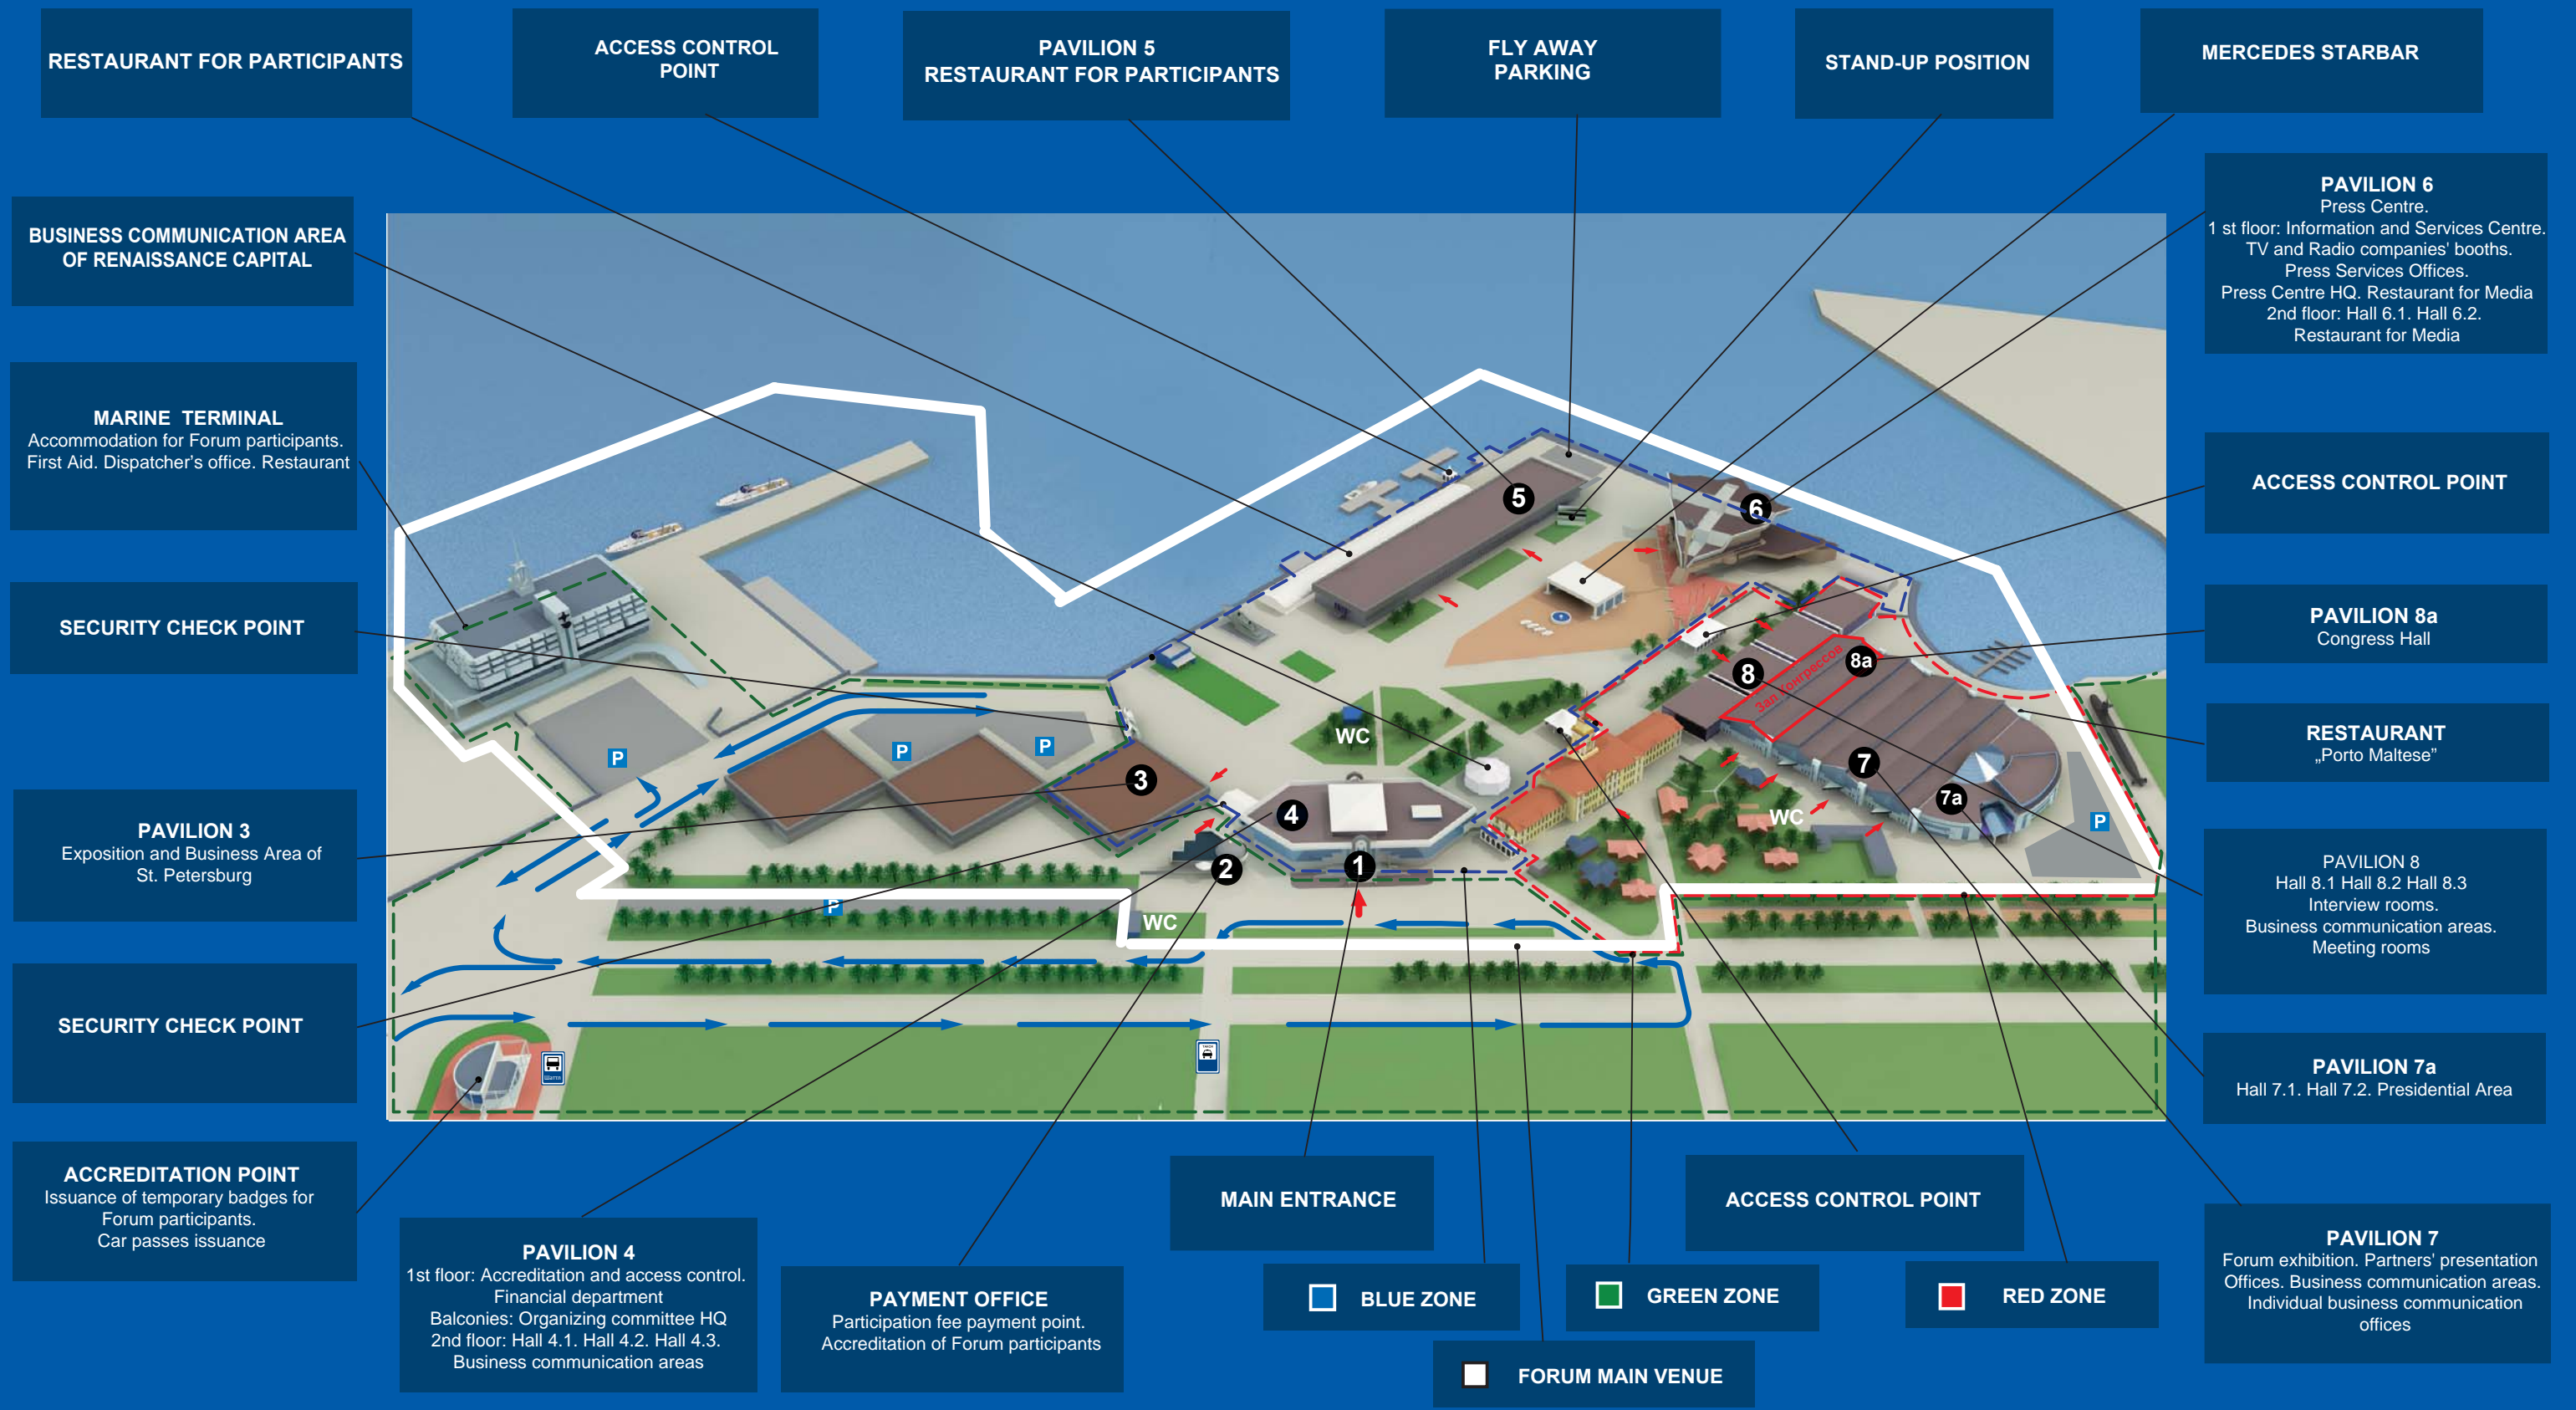 RESTAURANT FOR PARTICIPANTS
ACCESS CONTROL
POINT
PAVILION 5
RESTAURANT FOR PARTICIPANTS
FLY AWAY
PARKING
STAND-UP POSITION
MERCEDES STARBAR
BUSINESS COMMUNICATION AREA
OF RENAISSANCE CAPITAL
MARINE TERMINAL
Accommodation for Forum participants.
First Aid. Dispatcher's office. Restaurant
SECURITY CHECK POINT
PAVILION 3
Exposition and Business Area of
St. Petersburg
SECURITY CHECK POINT
ACCREDITATION POINT
Issuance of temporary badges for
Forum participants.
Car passes issuance
PAVILION 6
Press Centre.
1 st floor: Information and Services Centre.
TV and Radio companies' booths.
Press Services Offices.
Press Centre HQ. Restaurant for Media
2nd floor: Hall 6.1. Hall 6.2.
Restaurant for Media
ACCESS CONTROL POINT
PAVILION 8a
Congress Hall
RESTAURANT
„Porto Maltese”
PAVILION 8
Hall 8.1 Hall 8.2 Hall 8.3
Interview rooms.
Business communication areas.
Meeting rooms
PAVILION 7a
Hall 7.1. Hall 7.2. Presidential Area
PAVILION 7
Forum exhibition. Partners' presentation
Offices. Business communication areas.
Individual business communication
offices
5
6
8
8a
Зал Конгрессов
7
7a
WC
P
WC
3
4
P
P
P
2
1
P
WC
PAVILION 4
1st floor: Accreditation and access control.
Financial department
Balconies: Organizing committee HQ
2nd floor: Hall 4.1. Hall 4.2. Hall 4.3.
Business communication areas
PAYMENT OFFICE
Participation fee payment point.
Accreditation of Forum participants
MAIN ENTRANCE
ACCESS CONTROL POINT
BLUE ZONE
GREEN ZONE
RED ZONE
FORUM MAIN VENUE